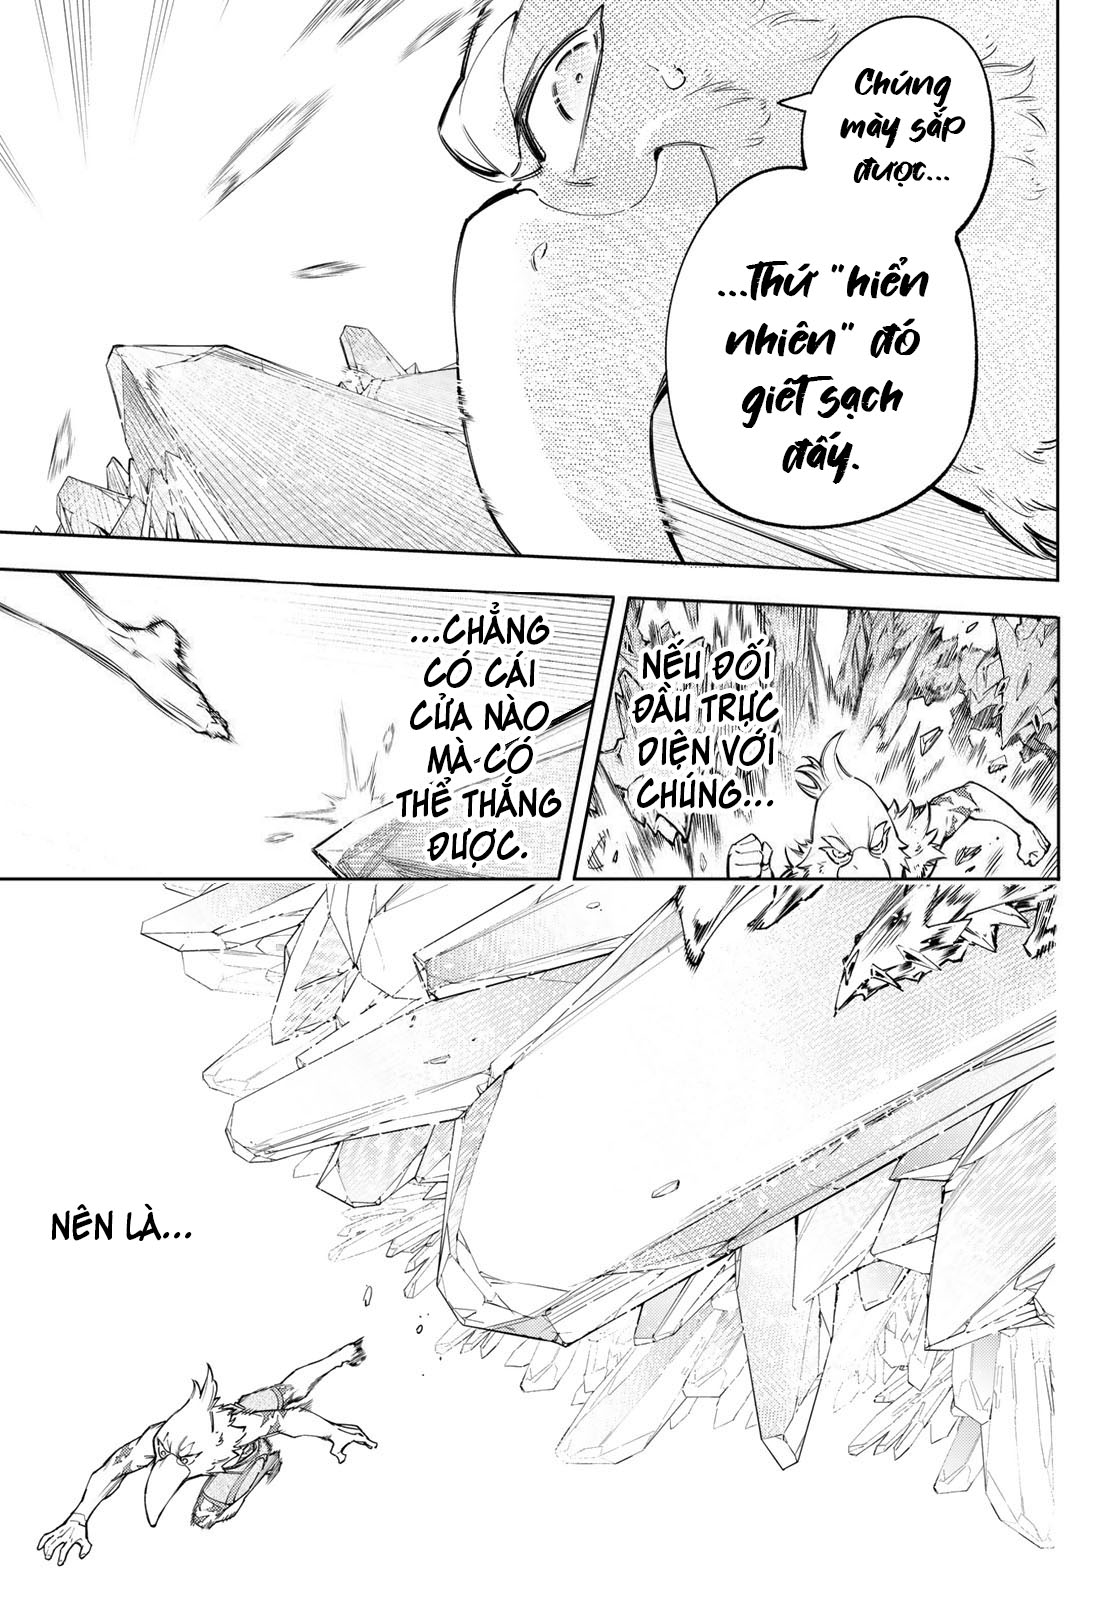 Chúng
mày sắp
được...
...Thứ "hiển
nhiên" đó
giết sạch
đấy.
NẾU ĐỐI
ĐẦU TRỰC
DIỆN VỚI
CHÚNG...
...CHẲNG
CÓ CÁI
CỬA NÀO
MÀ CÓ
THỂ THẮNG
ĐƯỢC.
NÊN LÀ...